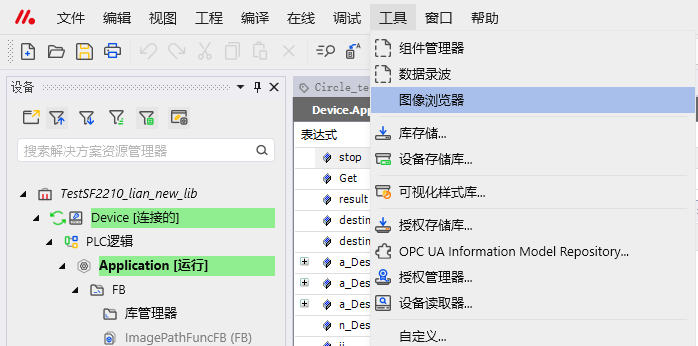 文件 编辑 视图 工程 编译 在线 调试 工具 窗口 帮助
组件管理器
数据录波
图像浏览器
库存储...
设备存储库...
可视化样式库...
授权存储库...
OPC UA Information Model Repository...
授权管理器...
设备读取器...
自定义...
设备
搜索解决方案资源管理器
TestSF2210_lian_new_lib
Device [连接的]
PLC逻辑
Application [运行]
FB
库管理器
ImagePathFuncFB (FB)
Circle_te
Device.App
表达式
stop
Get
result
destin
destin
a_Des
a_Des
a_Des
n_Des